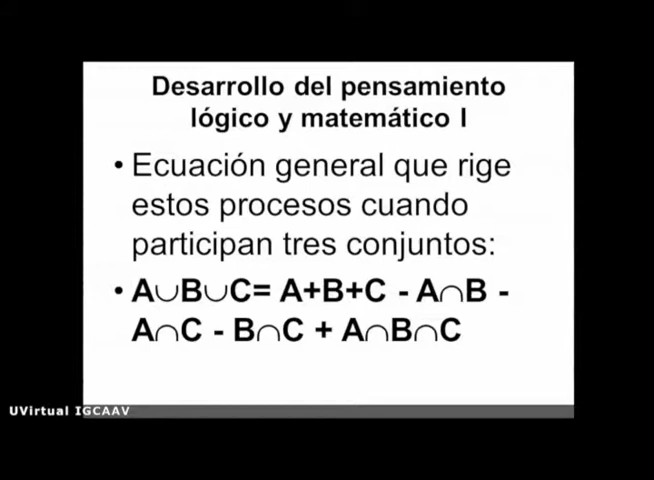 Desarrollo del pensamiento
lógico y matemático I
• Ecuación general que rige
estos procesos cuando
participan tres conjuntos:
• A∪B∪C= A+B+C - A∩B -
A∩C - B∩C + A∩B∩C
UVirtual IGCAAV